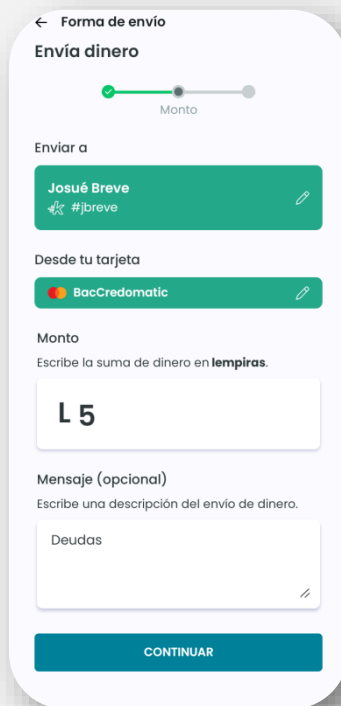 ← Forma de envío
Envía dinero
Monto
Enviar a
Josué Breve
#jbreve
Desde tu tarjeta
BacCredomatic
Monto
Escribe la suma de dinero en lempiras.
L 5
Mensaje (opcional)
Escribe una descripción del envío de dinero.
Deudas
CONTINUAR